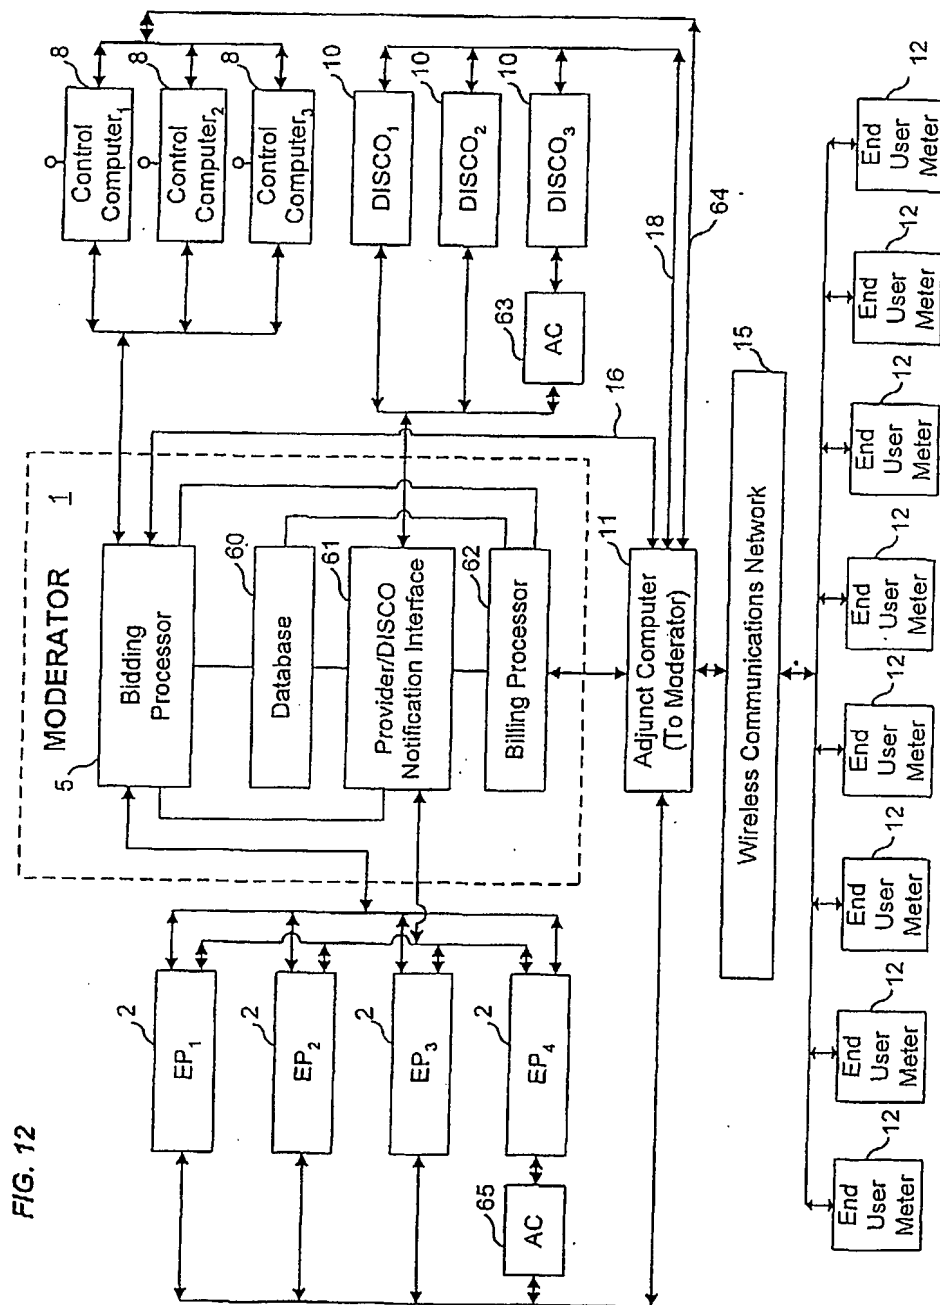 FIG. 12
MODERATOR
1
5
Bidding
Processor
60
Database
61
Provider/DISCO
Notification Interface
62
Billing Processor
2
EP1
2
EP2
2
EP3
2
EP4
65
AC
8
Control
Computer1
8
Control
Computer2
8
Control
Computer3
10
DISCO1
10
DISCO2
10
DISCO3
63
AC
16
18
64
11
Adjunct Computer
(To Moderator)
15
Wireless Communications Network
12
End
User
Meter
12
End
User
Meter
12
End
User
Meter
12
End
User
Meter
12
End
User
Meter
12
End
User
Meter
12
End
User
Meter
12
End
User
Meter